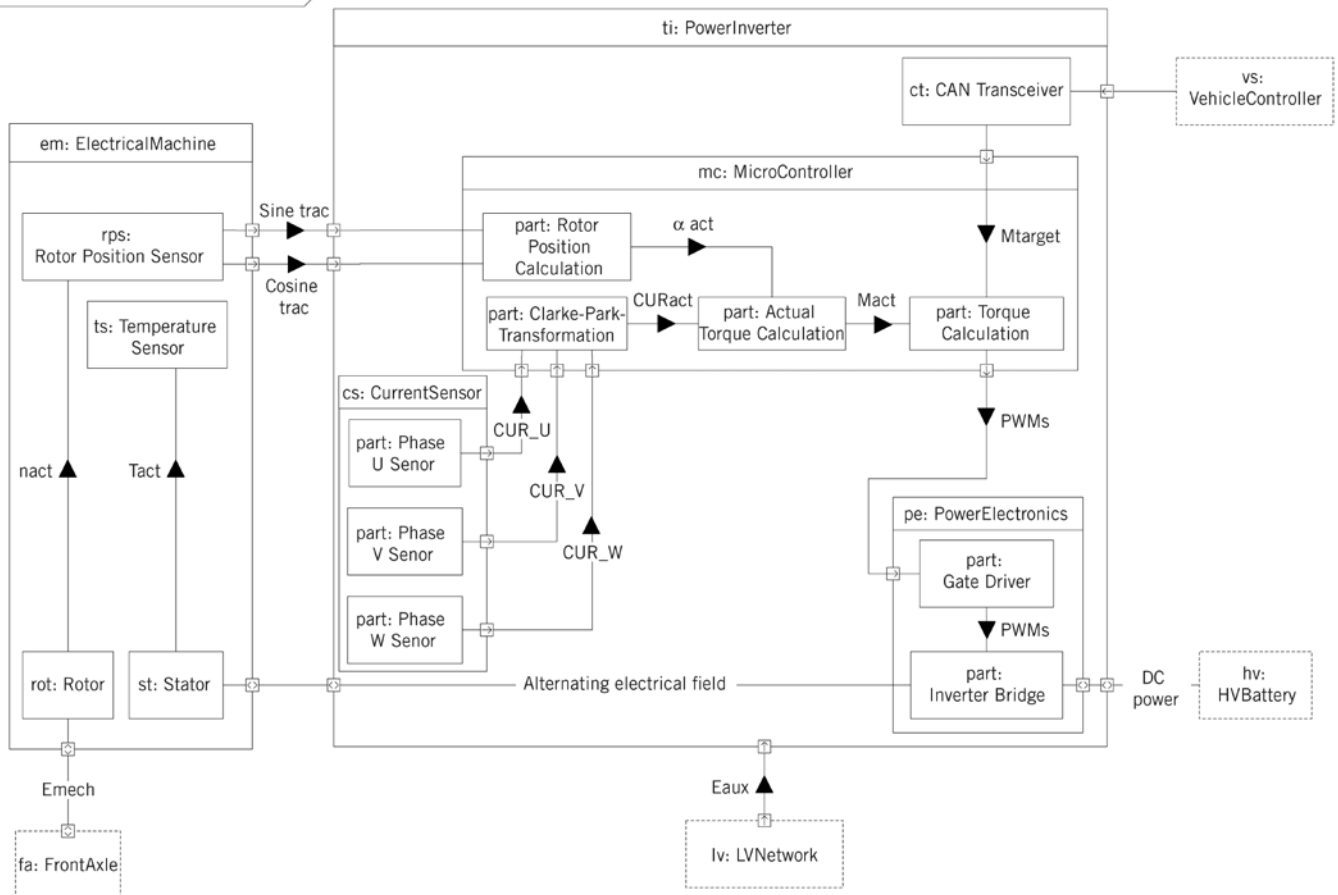 ti: PowerInverter
ct: CAN Transceiver
vs:
VehicleController
em: ElectricalMachine
mc: MicroController
Sine trac
rps:
Rotor Position Sensor
part: Rotor
Position
Calculation
α act
Mtarget
Cosine
trac
ts: Temperature
Sensor
part: Clarke-Park-
Transformation
CURact
part: Actual
Torque Calculation
Mact
part: Torque
Calculation
cs: CurrentSensor
CUR_U
PWMs
part: Phase
U Senor
nact
Tact
CUR_V
part: Phase
V Senor
CUR_W
pe: PowerElectronics
part:
Gate Driver
part: Phase
W Senor
PWMs
rot: Rotor
st: Stator
Alternating electrical field
part:
Inverter Bridge
DC
power
hv:
HVBattery
Emech
Eaux
fa: FrontAxle
lv: LVNetwork